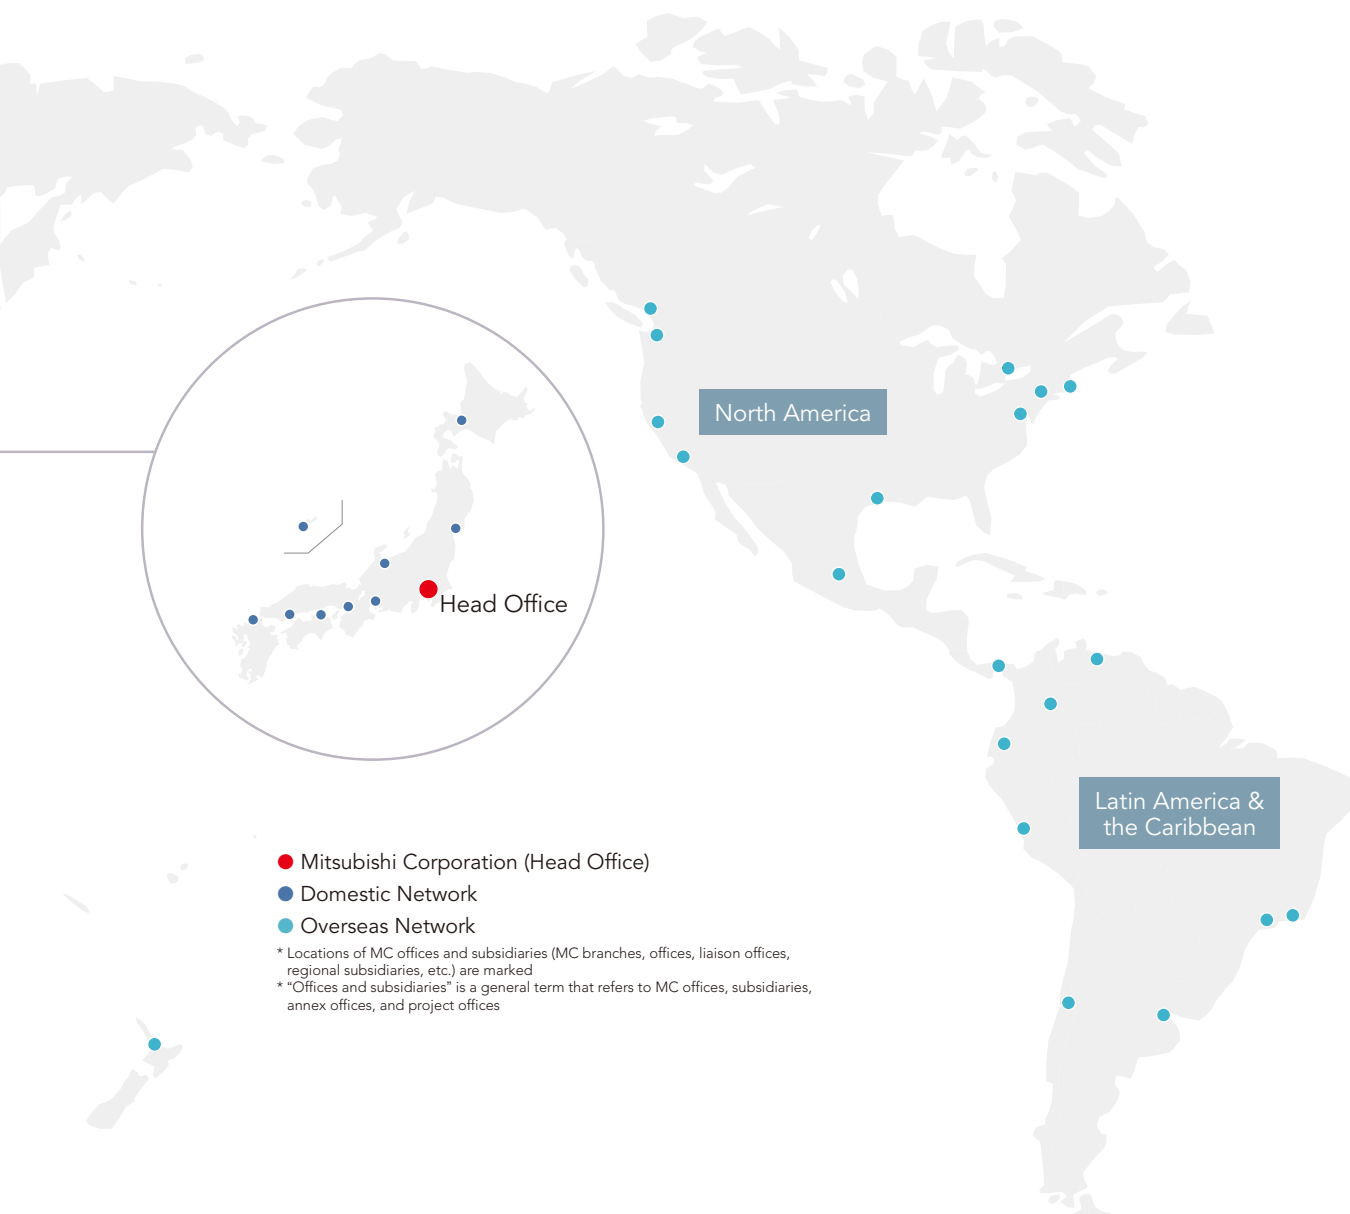 North America
Head Office
Latin America &
the Caribbean
Mitsubishi Corporation (Head Office)
Domestic Network
Overseas Network
* Locations of MC offices and subsidiaries (MC branches, offices, liaison offices,
regional subsidiaries, etc.) are marked
* “Offices and subsidiaries” is a general term that refers to MC offices, subsidiaries,
annex offices, and project offices